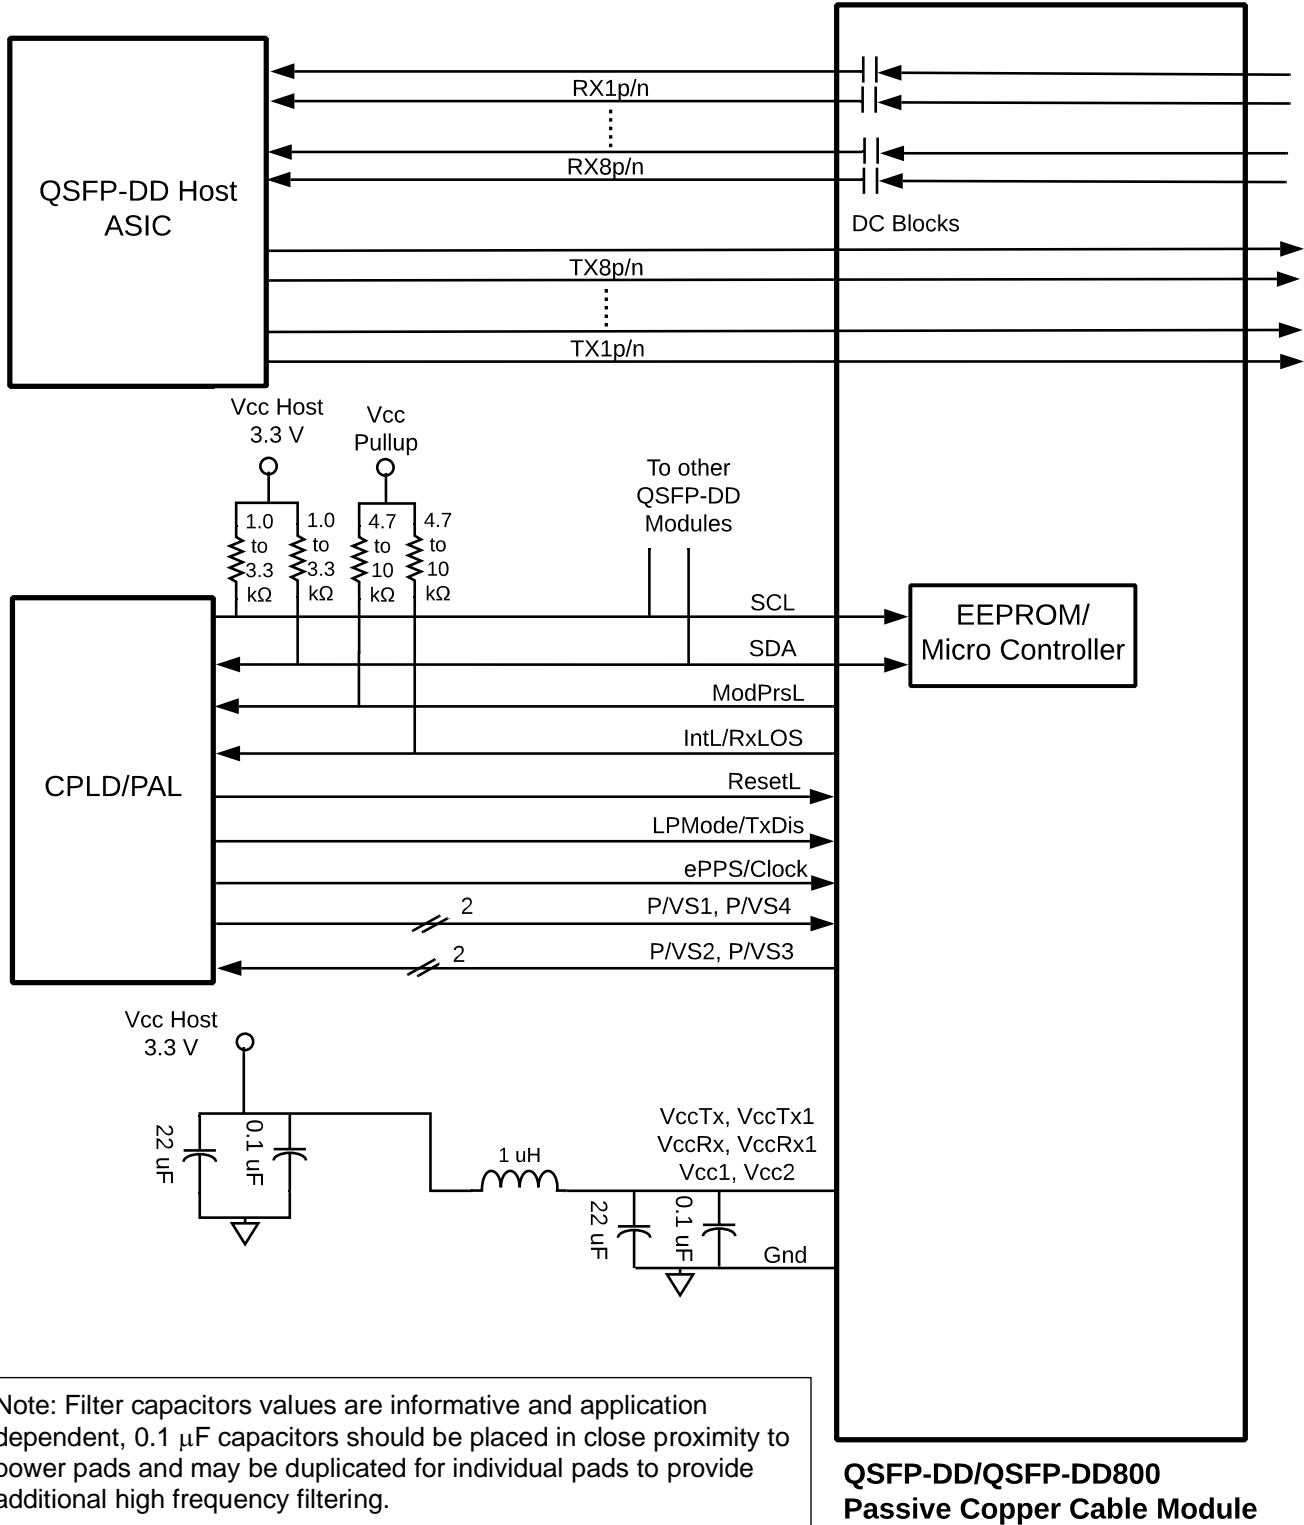 RX1p/n
RX8p/n
QSFP-DD Host
ASIC
DC Blocks
TX8p/n
TX1p/n
Vcc Host
3.3 V
Vcc
Pullup
To other
QSFP-DD
Modules
1.0
to
3.3
kΩ
1.0
to
3.3
kΩ
4.7
to
10
kΩ
4.7
to
10
kΩ
SCL
EEPROM/
Micro Controller
SDA
ModPrsL
IntL/RxLOS
CPLD/PAL
ResetL
LPMode/TxDis
ePPS/Clock
2
P/VS1, P/VS4
2
P/VS2, P/VS3
Vcc Host
3.3 V
22 uF
0.1 uF
1 uH
VccTx, VccTx1
VccRx, VccRx1
Vcc1, Vcc2
22 uF
0.1 uF
Gnd
Note: Filter capacitors values are informative and application
dependent, 0.1 μF capacitors should be placed in close proximity to
power pads and may be duplicated for individual pads to provide
additional high frequency filtering.
QSFP-DD/QSFP-DD800
Passive Copper Cable Module